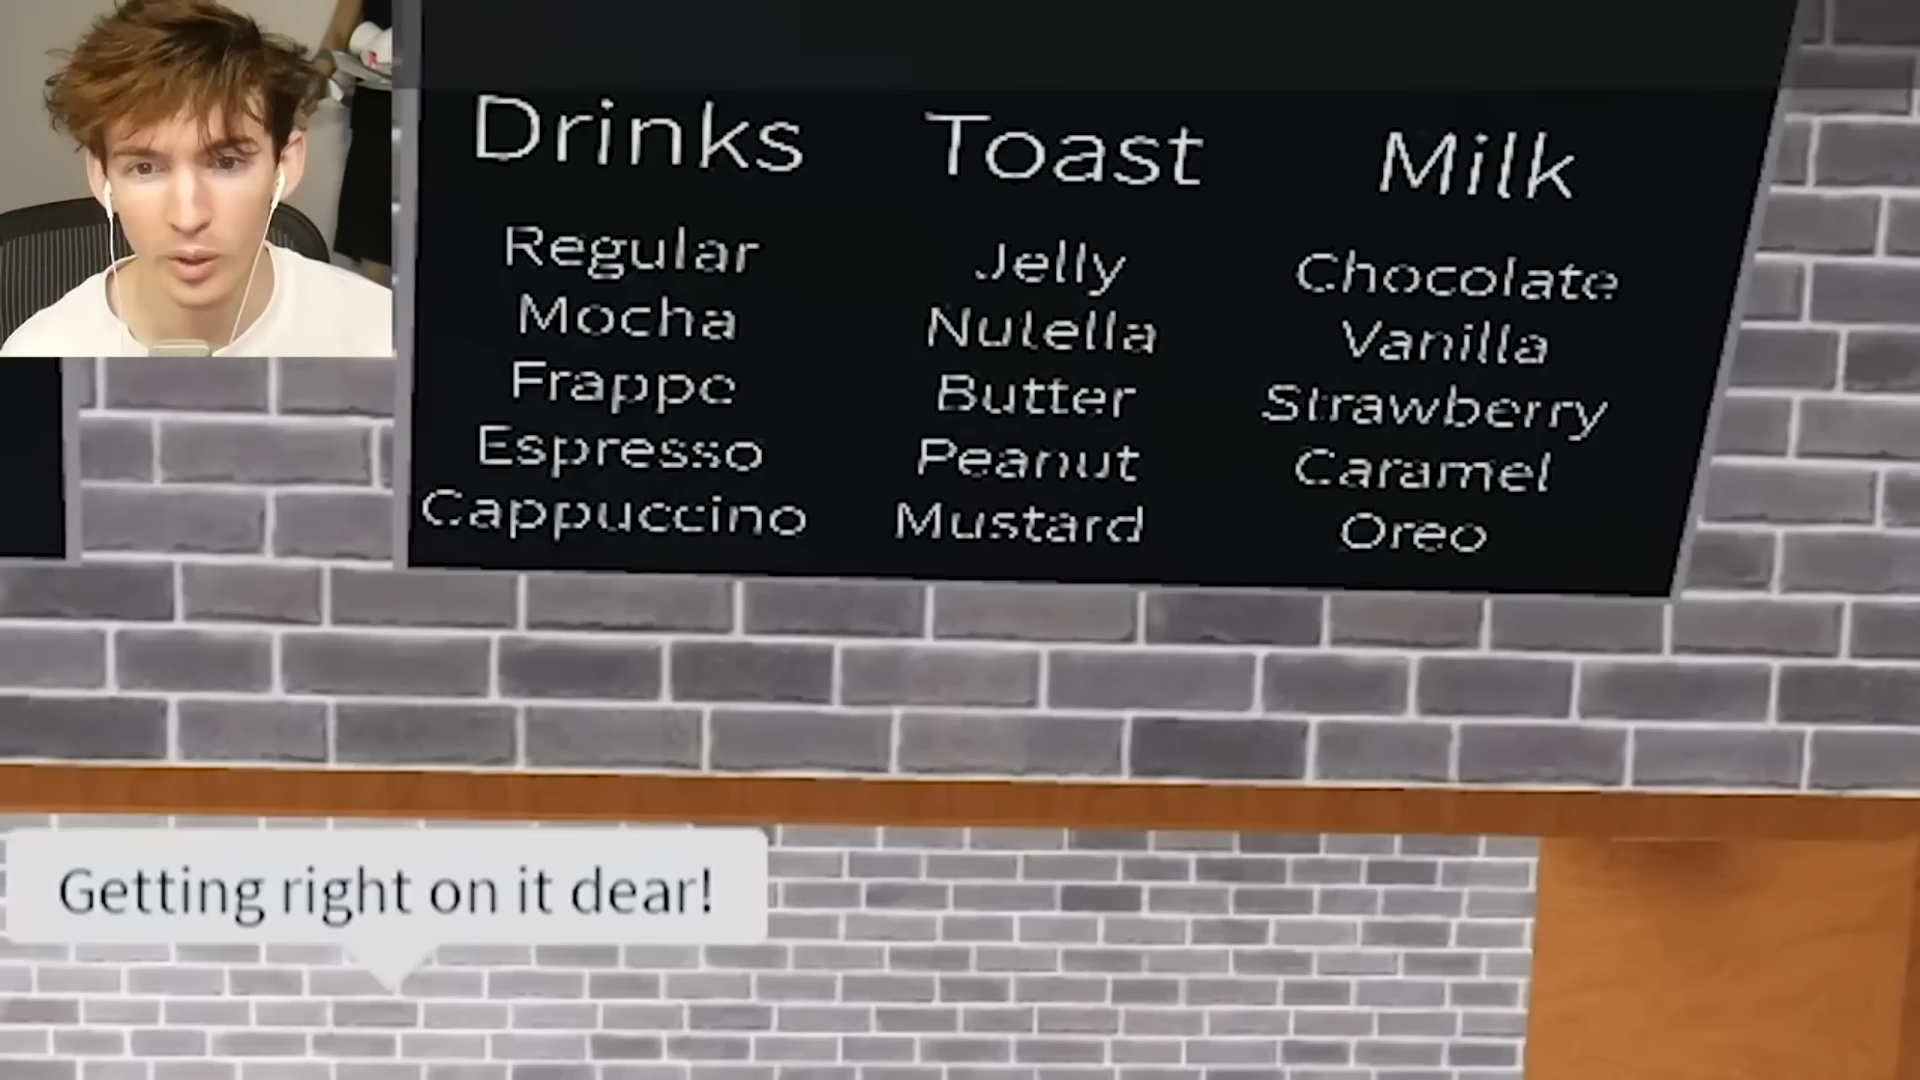 Drinks Toast Milk
Regular Jelly Chocolate
Mocha Nutella Vanilla
Frappe Butter Strawberry
Espresso Peanut Caramel
Cappuccino Mustard Oreo
Getting right on it dear!